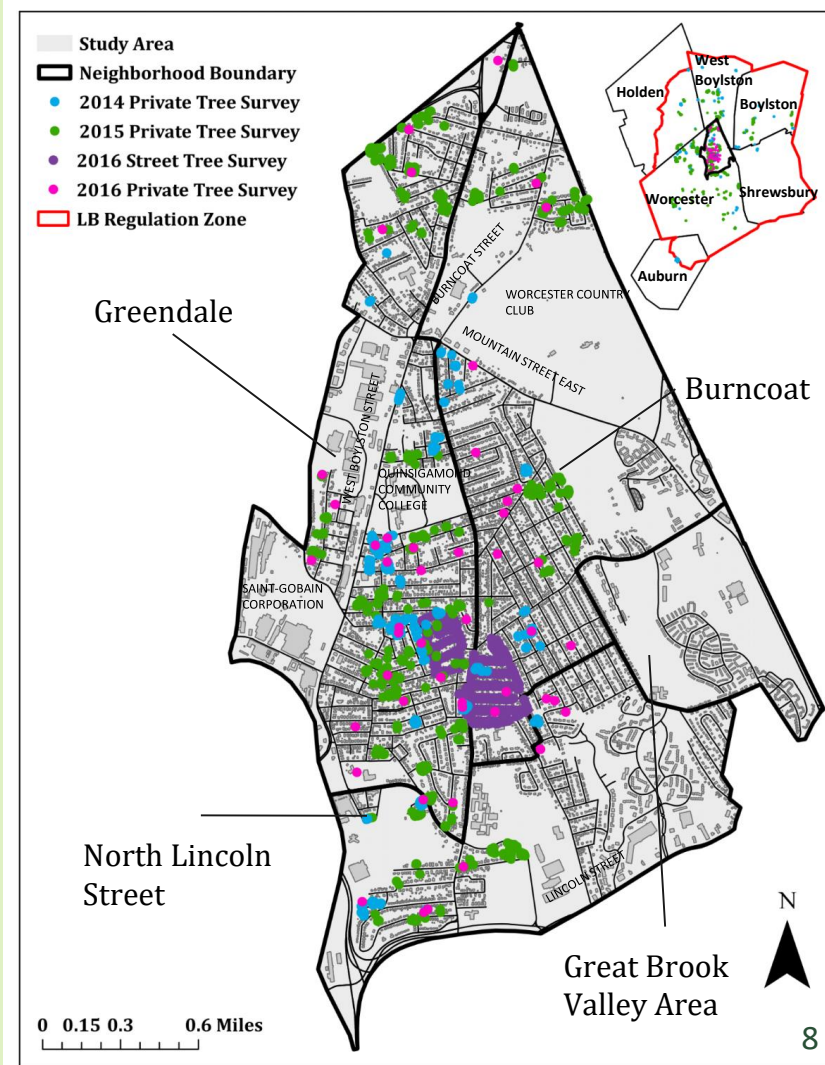 Study Area
Neighborhood Boundary
2014 Private Tree Survey
2015 Private Tree Survey
2016 Street Tree Survey
2016 Private Tree Survey
LB Regulation Zone
West
Boylston
Holden
Boylston
Worcester
Shrewsbury
Auburn
Greendale
BURNCOAT STREET
WORCESTER COUNTRY
CLUB
MOUNTAIN STREET EAST
Burncoat
WEST BOYLSTON STREET
QUINSIGAMOND
COMMUNITY
COLLEGE
SAINT-GOBAIN
CORPORATION
North Lincoln
Street
LINCOLN STREET
Great Brook
Valley Area
N
0 0.15 0.3 0.6 Miles
8